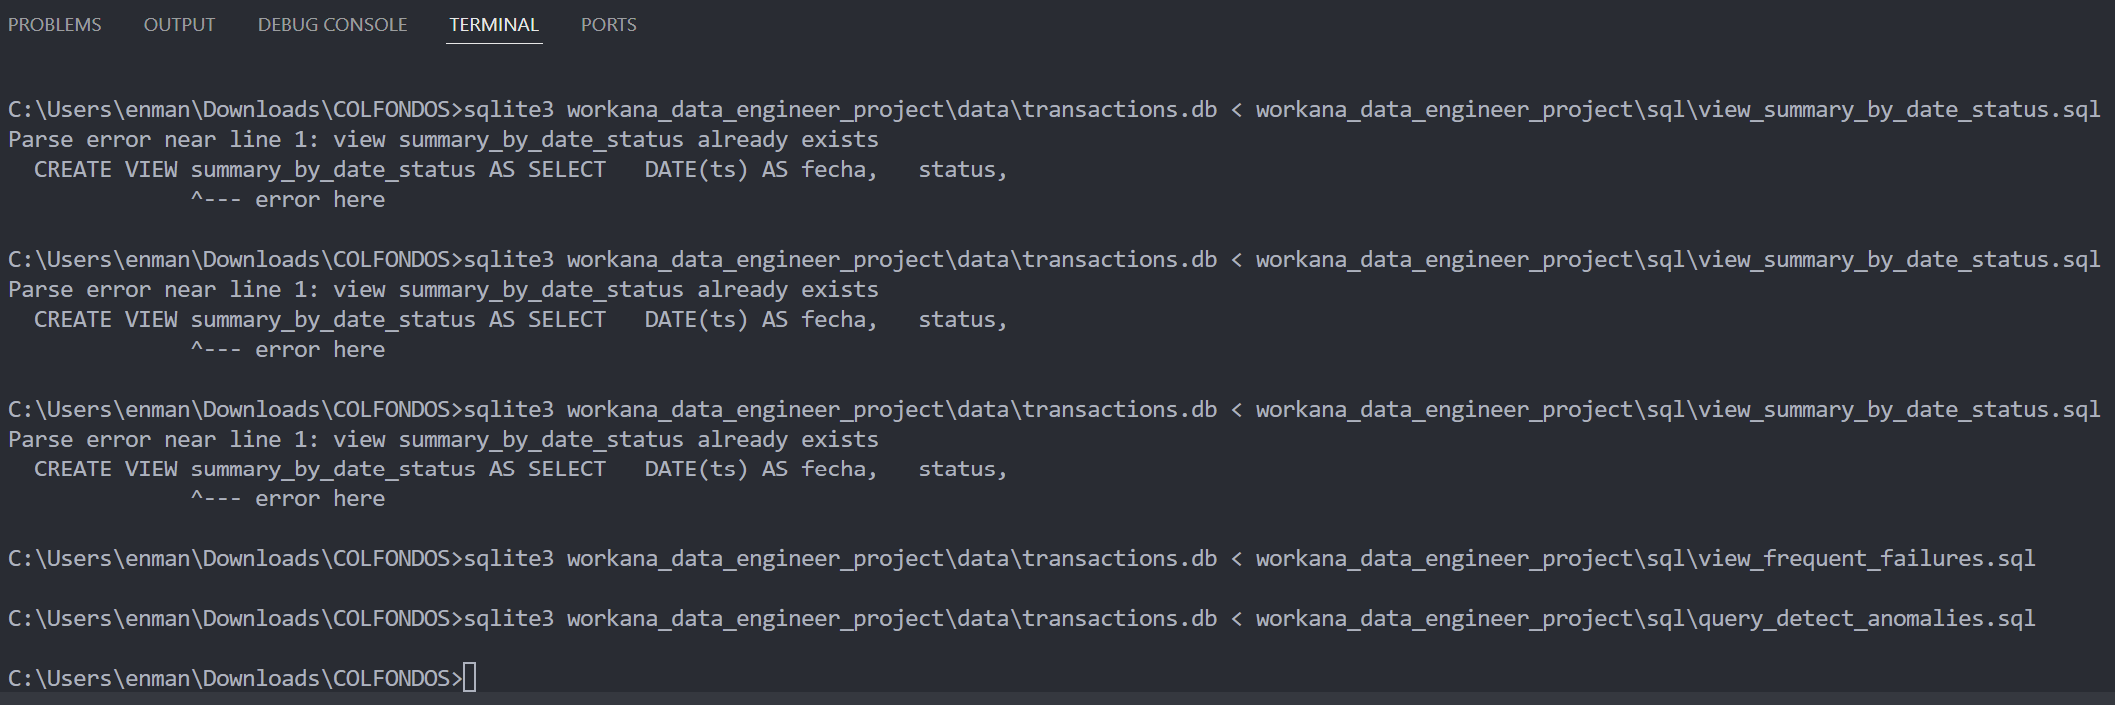 PROBLEMS OUTPUT DEBUG CONSOLE TERMINAL PORTS
C:\Users\enman\Downloads\COLFONDOS>sqlite3 workana_data_engineer_project\data\transactions.db < workana_data_engineer_project\sql\view_summary_by_date_status.sql
Parse error near line 1: view summary_by_date_status already exists
  CREATE VIEW summary_by_date_status AS SELECT   DATE(ts) AS fecha,   status,
              ^--- error here
C:\Users\enman\Downloads\COLFONDOS>sqlite3 workana_data_engineer_project\data\transactions.db < workana_data_engineer_project\sql\view_summary_by_date_status.sql
Parse error near line 1: view summary_by_date_status already exists
  CREATE VIEW summary_by_date_status AS SELECT   DATE(ts) AS fecha,   status,
              ^--- error here
C:\Users\enman\Downloads\COLFONDOS>sqlite3 workana_data_engineer_project\data\transactions.db < workana_data_engineer_project\sql\view_summary_by_date_status.sql
Parse error near line 1: view summary_by_date_status already exists
  CREATE VIEW summary_by_date_status AS SELECT   DATE(ts) AS fecha,   status,
              ^--- error here
C:\Users\enman\Downloads\COLFONDOS>sqlite3 workana_data_engineer_project\data\transactions.db < workana_data_engineer_project\sql\view_frequent_failures.sql
C:\Users\enman\Downloads\COLFONDOS>sqlite3 workana_data_engineer_project\data\transactions.db < workana_data_engineer_project\sql\query_detect_anomalies.sql
C:\Users\enman\Downloads\COLFONDOS>